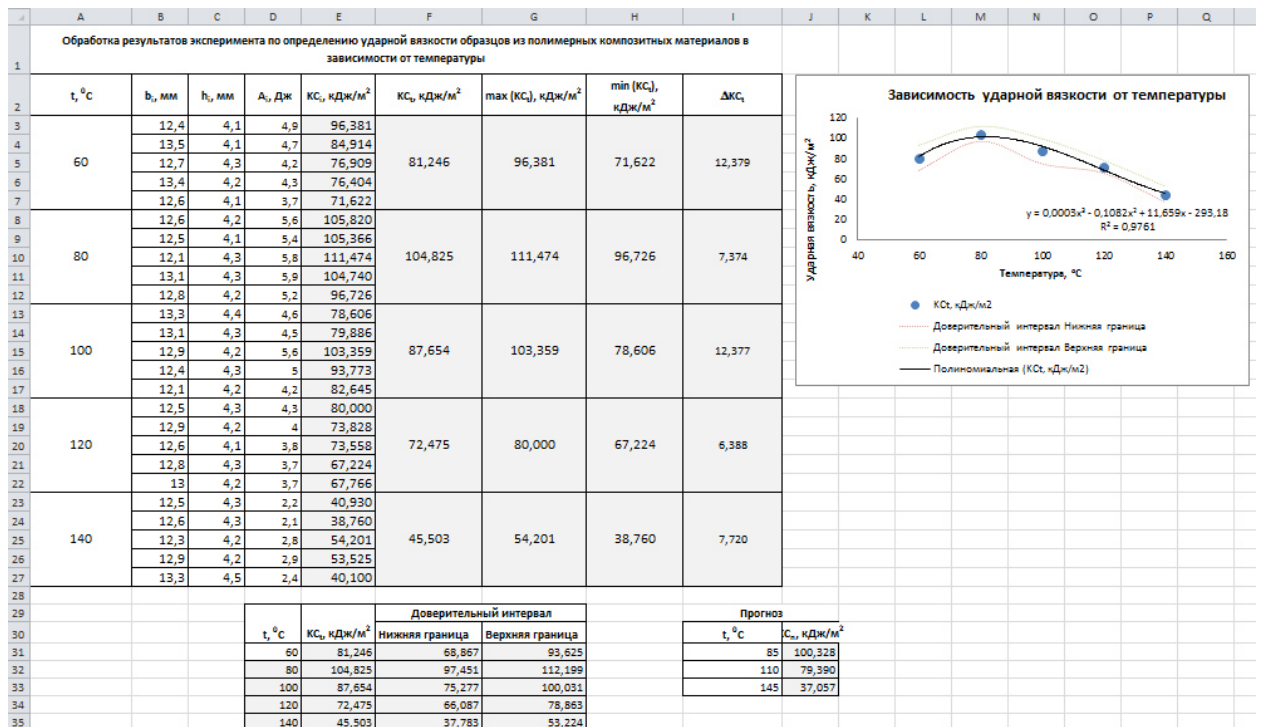 A B C D E F G H I J K L M N O P Q
1 Обработка результатов эксперимента по определению ударной вязкости образцов из полимерных композитных материалов в
зависимости от температуры
2 t, ⁰C bᵢ, мм hᵢ, мм Aᵢ, Дж KCᵢ, кДж/м² KCₜ, кДж/м² max (KCₜ), кДж/м² min (KCₜ), кДж/м² ΔKCₜ
3 12,4 4,1 4,9 96,381
4 13,5 4,1 4,7 84,914
5 60 12,7 4,3 4,2 76,909 81,246 96,381 71,622 12,379
6 13,4 4,2 4,3 76,404
7 12,6 4,1 3,7 71,622
8 12,6 4,2 5,6 105,820
9 12,5 4,1 5,4 105,366
10 80 12,1 4,3 5,8 111,474 104,825 111,474 96,726 7,374
11 13,1 4,3 5,9 104,740
12 12,8 4,2 5,2 96,726
13 13,3 4,4 4,6 78,606
14 13,1 4,3 4,5 79,886
15 100 12,9 4,2 5,6 103,359 87,654 103,359 78,606 12,377
16 12,4 4,3 5 93,773
17 12,1 4,2 4,2 82,645
18 12,5 4,3 4,3 80,000
19 12,9 4,2 4 73,828
20 120 12,6 4,1 3,8 73,558 72,475 80,000 67,224 6,388
21 12,8 4,3 3,7 67,224
22 13 4,2 3,7 67,766
23 12,5 4,3 2,2 40,930
24 12,6 4,3 2,1 38,760
25 140 12,3 4,2 2,8 54,201 45,503 54,201 38,760 7,720
26 12,9 4,2 2,9 53,525
27 13,3 4,5 2,4 40,100
28
29 Доверительный интервал Прогноз
30 t, ⁰C KCₜ, кДж/м² Нижняя граница Верхняя граница t, ⁰C KCₙ, кДж/м²
31 60 81,246 68,867 93,625 85 100,328
32 80 104,825 97,451 112,199 110 79,390
33 100 87,654 75,277 100,031 145 37,057
34 120 72,475 66,087 78,863
35 140 45,503 37,783 53,224
Зависимость ударной вязкости от температуры
Ударная вязкость, кДж/м²
120
100
80
60
40
20
0
y = 0,0003x³ - 0,1082x² + 11,659x - 293,18
R² = 0,9761
40 60 80 100 120 140 160
Температура, ⁰C
KCt, кДж/м2
Доверительный интервал Нижняя граница
Доверительный интервал Верхняя граница
Полиномиальная (KCt, кДж/м2)